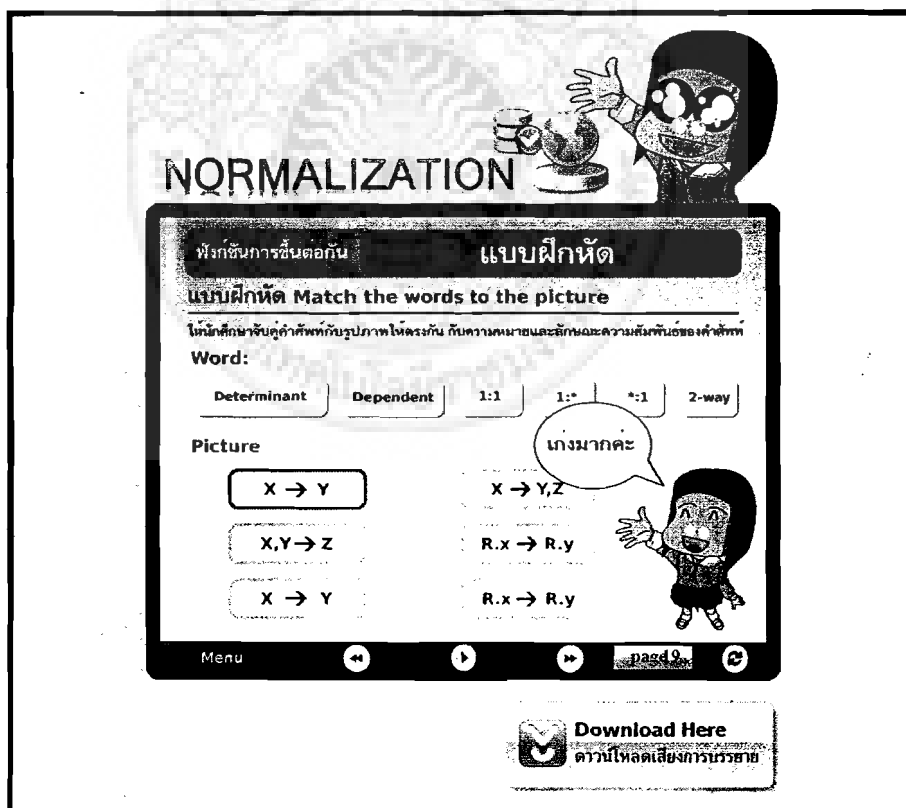 NORMALIZATION
ฟังก์ชันการขึ้นต่อกัน
แบบฝึกหัด
แบบฝึกหัด Match the words to the picture
ให้นักศึกษาจับคู่คำศัพท์กับรูปภาพให้ตรงกัน กับความหมายและลักษณะความสัมพันธ์ของคำศัพท์
Word:
Determinant Dependent 1:1 1:* *:1 2-way
เก่งมากค่ะ
Picture
X → Y X → Y,Z
X,Y → Z R.x → R.y
X → Y R.x → R.y
Menu page 9
Download Here
ดาวน์โหลดเสียงการบรรยาย